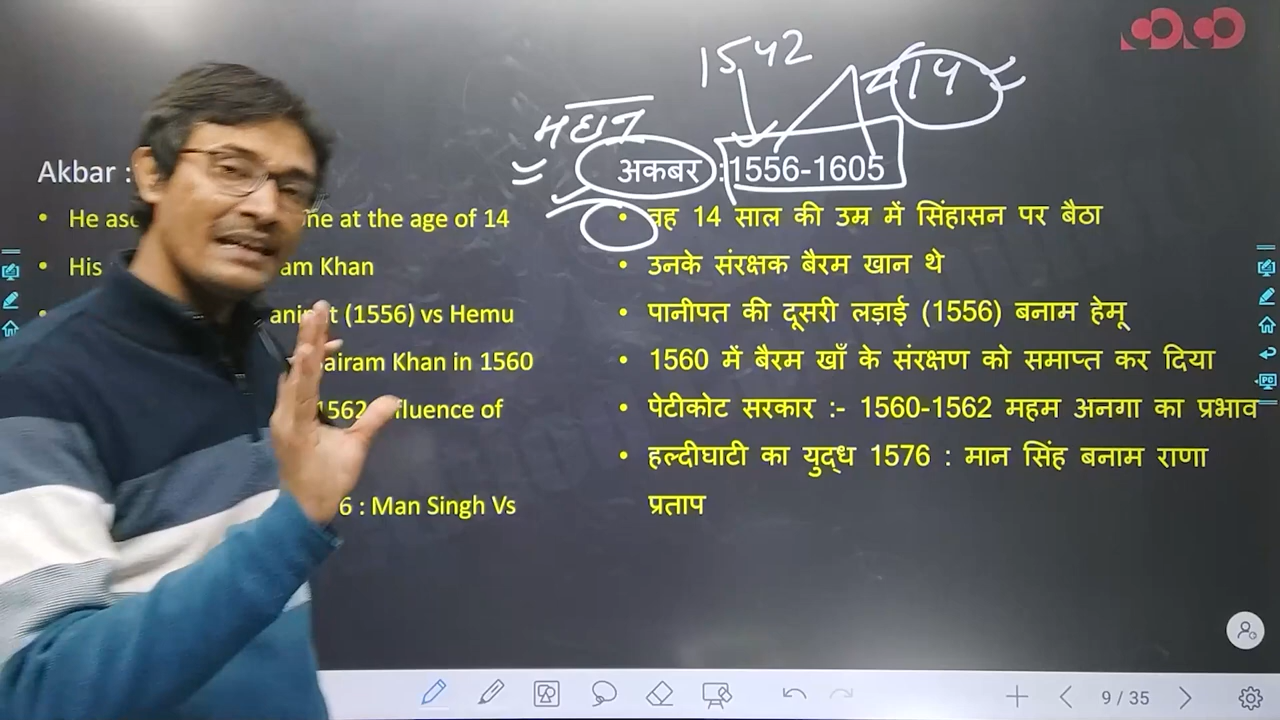 1542
14
महान
अकबर : 1556-1605
वह 14 साल की उम्र में सिंहासन पर बैठा
उनके संरक्षक बैरम खान थे
पानीपत की दूसरी लड़ाई (1556) बनाम हेमू
1560 में बैरम खाँ के संरक्षण को समाप्त कर दिया
पेटीकोट सरकार :- 1560-1562 महम अनगा का प्रभाव
हल्दीघाटी का युद्ध 1576 : मान सिंह बनाम राणा
प्रताप
Akbar :
He ne at the age of 14
His am Khan
t (1556) vs Hemu
airam Khan in 1560
1562 fluence of
6 : Man Singh Vs
PC
9 / 35